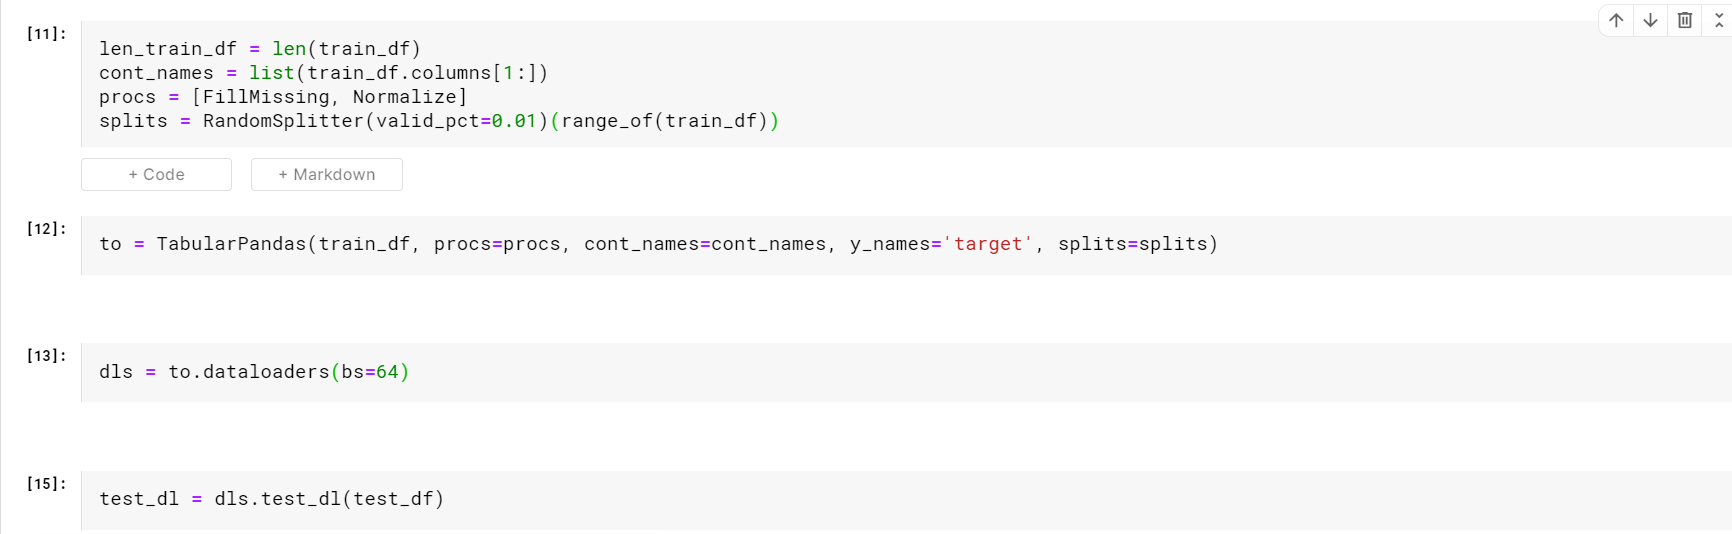 [11]:
len_train_df = len(train_df)
cont_names = list(train_df.columns[1:])
procs = [FillMissing, Normalize]
splits = RandomSplitter(valid_pct=0.01)(range_of(train_df))
+ Code
+ Markdown
[12]:
to = TabularPandas(train_df, procs=procs, cont_names=cont_names, y_names='target', splits=splits)
[13]:
dls = to.dataloaders(bs=64)
[15]:
test_dl = dls.test_dl(test_df)